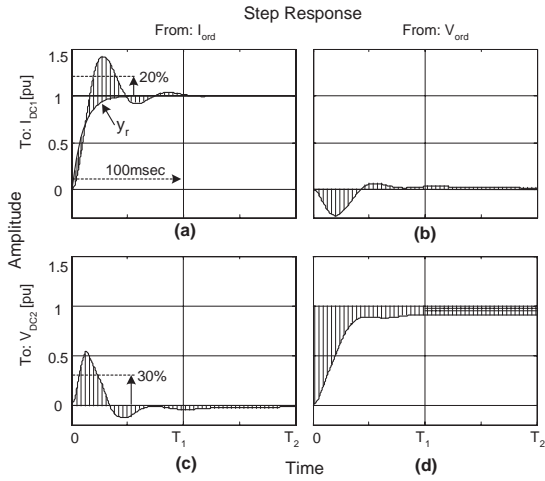 Step Response
From: I_ord
From: V_ord
Amplitude
To: I_DC1 [pu]
1.5
1
0.5
0
20%
y_r
100msec
(a)
(b)
To: V_DC2 [pu]
1.5
1
0.5
0
30%
0
T_1
T_2
0
T_1
T_2
(c)
Time
(d)